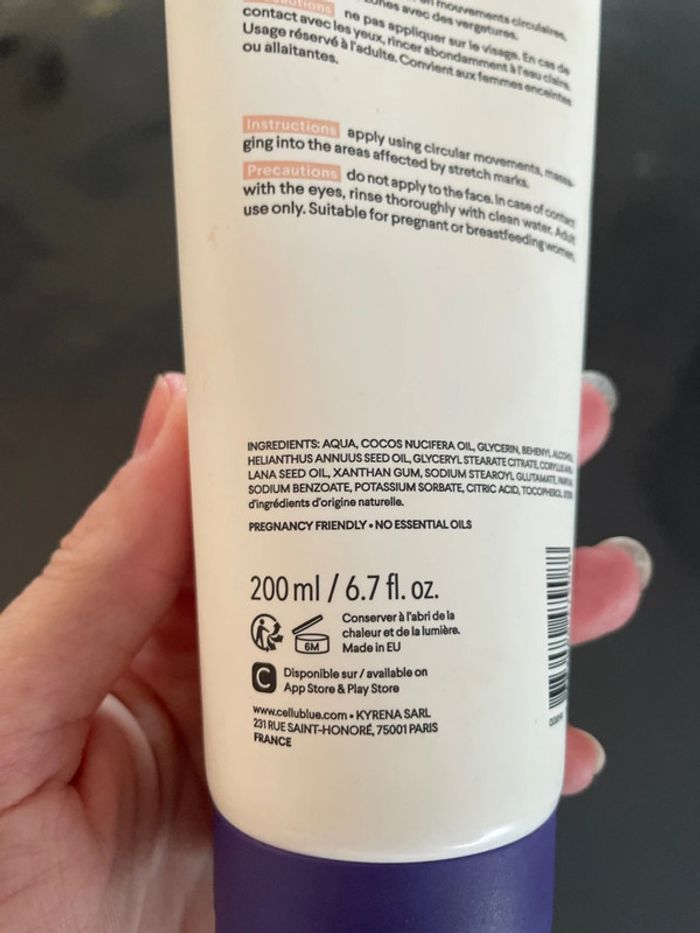 en mouvements circulaires,
zones avec des vergetures.
ne pas appliquer sur le visage. En cas de
contact avec les yeux, rincer abondamment à l'eau claire.
Usage réservé à l'adulte. Convient aux femmes enceintes
ou allaitantes.
Instructions apply using circular movements, massa-
ging into the areas affected by stretch marks.
Precautions do not apply to the face. In case of contact
with the eyes, rinse thoroughly with clean water. Adult
use only. Suitable for pregnant or breastfeeding women.
INGREDIENTS: AQUA, COCOS NUCIFERA OIL, GLYCERIN, BEHENYL ALCOHOL,
HELIANTHUS ANNUUS SEED OIL, GLYCERYL STEARATE CITRATE,
LANA SEED OIL, XANTHAN GUM, SODIUM STEAROYL GLUTAMATE,
SODIUM BENZOATE, POTASSIUM SORBATE, CITRIC ACID, TOCOPHEROL,
d'ingrédients d'origine naturelle.
PREGNANCY FRIENDLY • NO ESSENTIAL OILS
200 ml / 6.7 fl. oz.
6M
Conserver à l'abri de la
chaleur et de la lumière.
Made in EU
C
Disponible sur / available on
App Store & Play Store
www.cellublue.com • KYRENA SARL
231 RUE SAINT-HONORÉ, 75001 PARIS
FRANCE